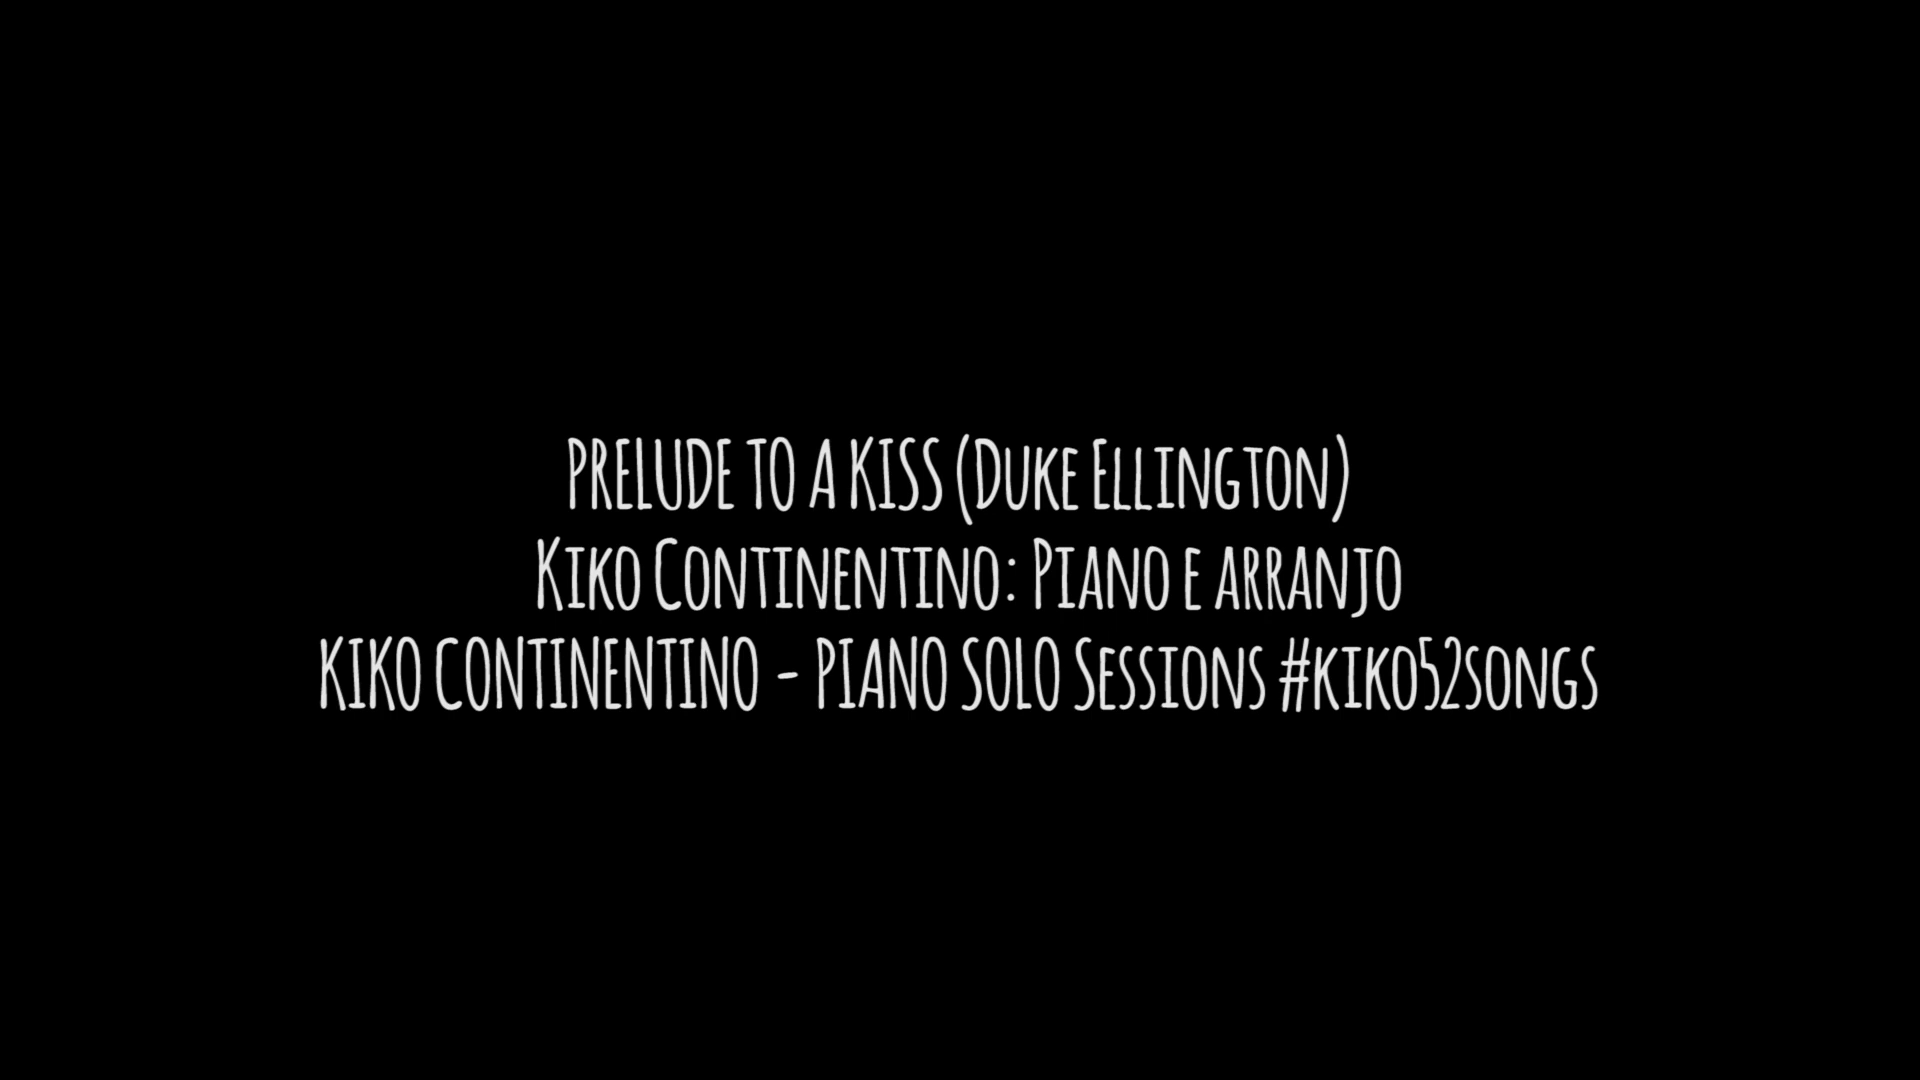 PRELUDE TO A KISS (Duke Ellington)
Kiko Continentino: Piano e arranjo
KIKO CONTINENTINO - PIANO SOLO Sessions #kiko52songs